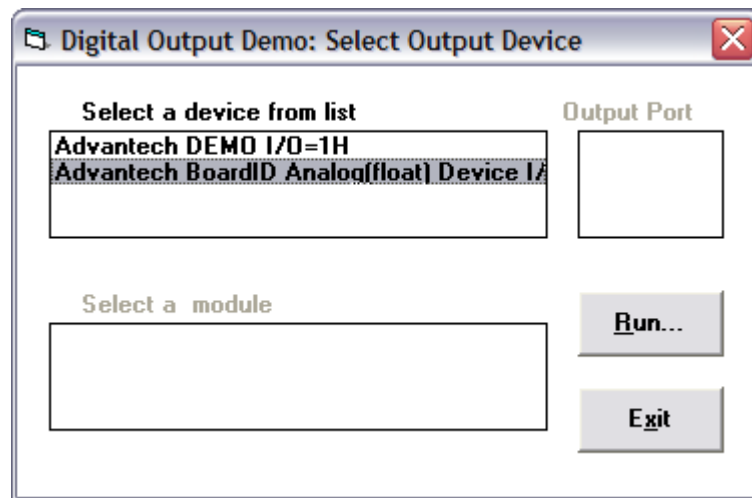 Digital Output Demo: Select Output Device
Select a device from list
Output Port
Advantech DEMO I/O=1H
Advantech BoardID Analog(float) Device I/
Select a module
Run...
Exit